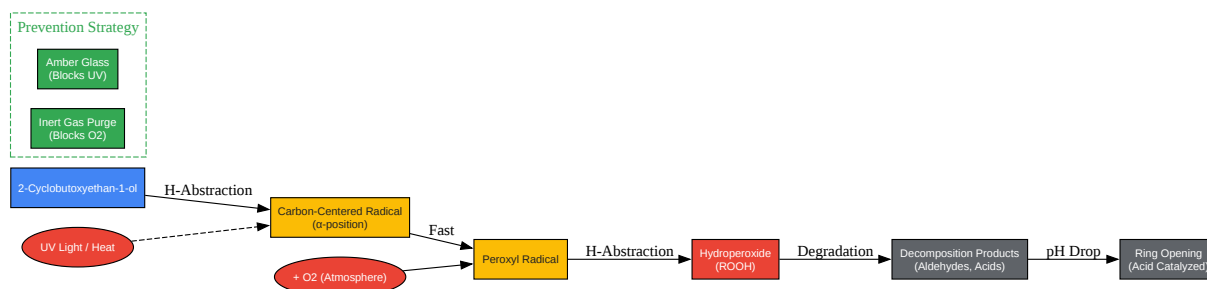 Prevention Strategy
Amber Glass
(Blocks UV)
Inert Gas Purge
(Blocks O2)
2-Cyclobutoxyethan-1-ol
H-Abstraction
UV Light / Heat
Carbon-Centered Radical
(α-position)
Fast
+ O2 (Atmosphere)
Peroxyl Radical
H-Abstraction
Hydroperoxide
(ROOH)
Degradation
Decomposition Products
(Aldehydes, Acids)
pH Drop
Ring Opening
(Acid Catalyzed)